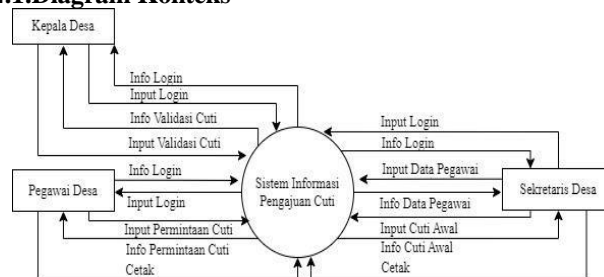 4.1.Diagram Konteks
Kepala Desa
Info Login
Input Login
Info Validasi Cuti
Input Validasi Cuti
Info Login
Input Login
Input Permintaan Cuti
Info Permintaan Cuti
Cetak
Pegawai Desa
Sistem Informasi
Pengajuan Cuti
Input Login
Info Login
Input Data Pegawai
Info Data Pegawai
Input Cuti Awal
Info Cuti Awal
Cetak
Sekretaris Desa